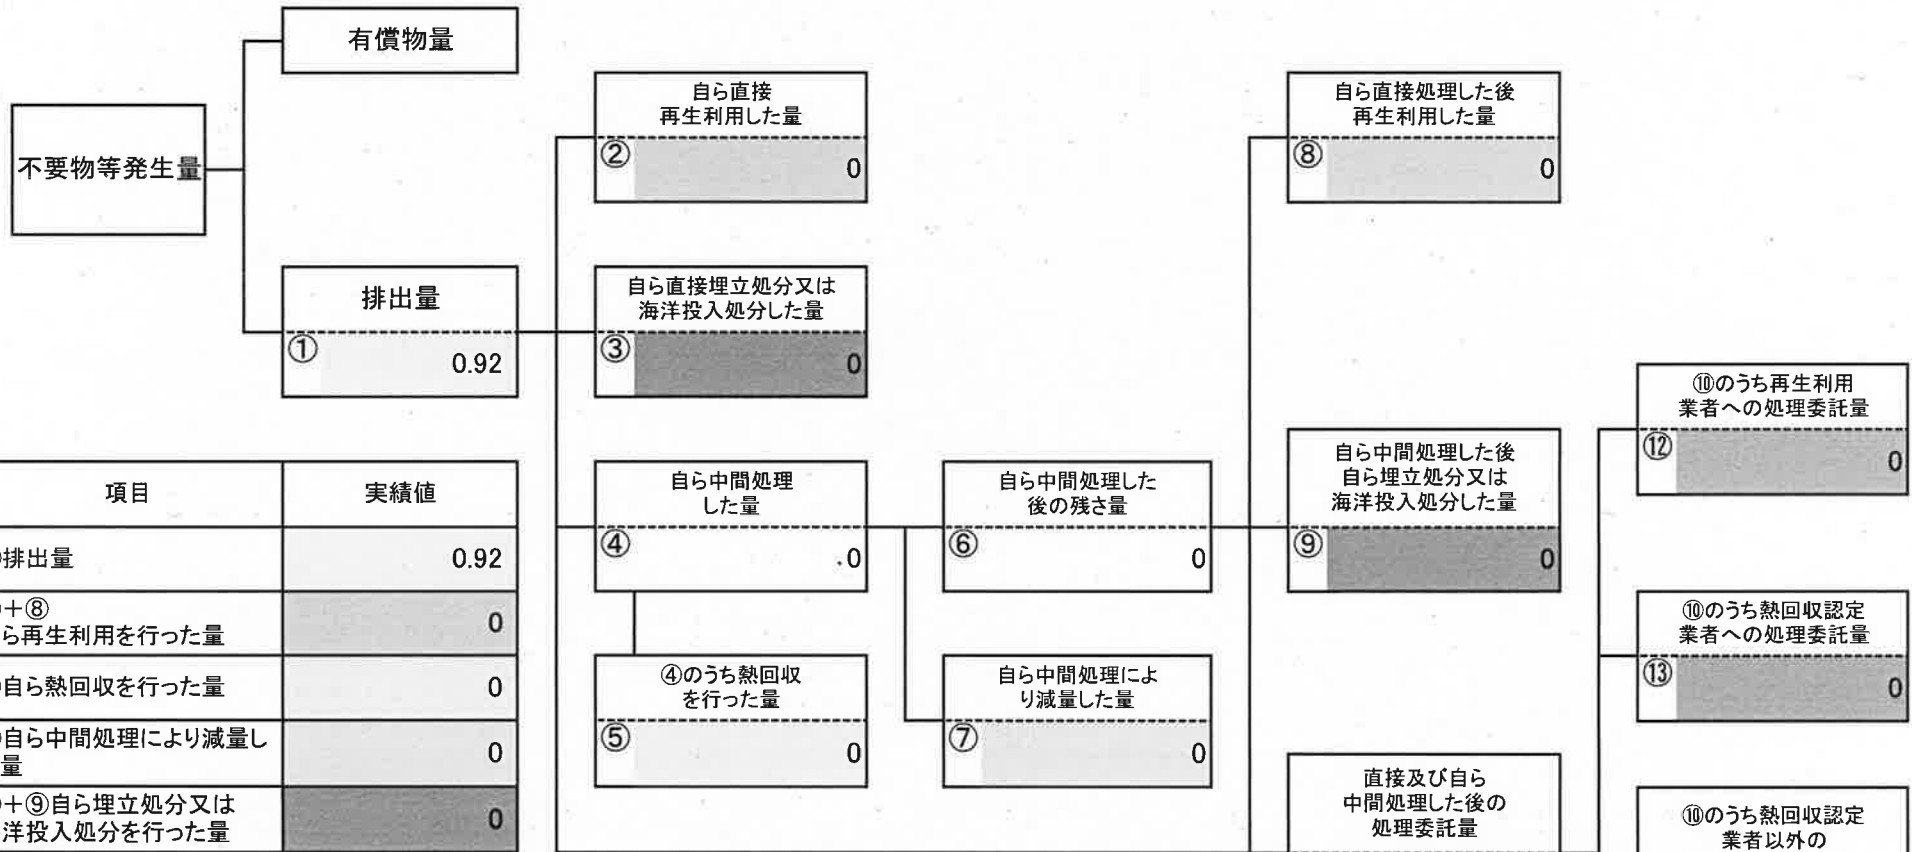 有償物量
不要物等発生量
排出量
①
0.92
自ら直接
再生利用した量
②
0
自ら直接埋立処分又は
海洋投入処分した量
③
0
自ら中間処理
した量
④
0
④のうち熱回収
を行った量
⑤
0
自ら中間処理した
後の残さ量
⑥
0
自ら中間処理によ
り減量した量
⑦
0
自ら直接処理した後
再生利用した量
⑧
0
自ら中間処理した後
自ら埋立処分又は
海洋投入処分した量
⑨
0
直接及び自ら
中間処理した後の
処理委託量
⑩のうち再生利用
業者への処理委託量
⑫
0
⑩のうち熱回収認定
業者への処理委託量
⑬
0
⑩のうち熱回収認定
業者以外の
項目 実績値
排出量 0.92
+⑧
ら再生利用を行った量 0
自ら熱回収を行った量 0
自ら中間処理により減量し
量 0
+⑨自ら埋立処分又は
洋投入処分を行った量 0